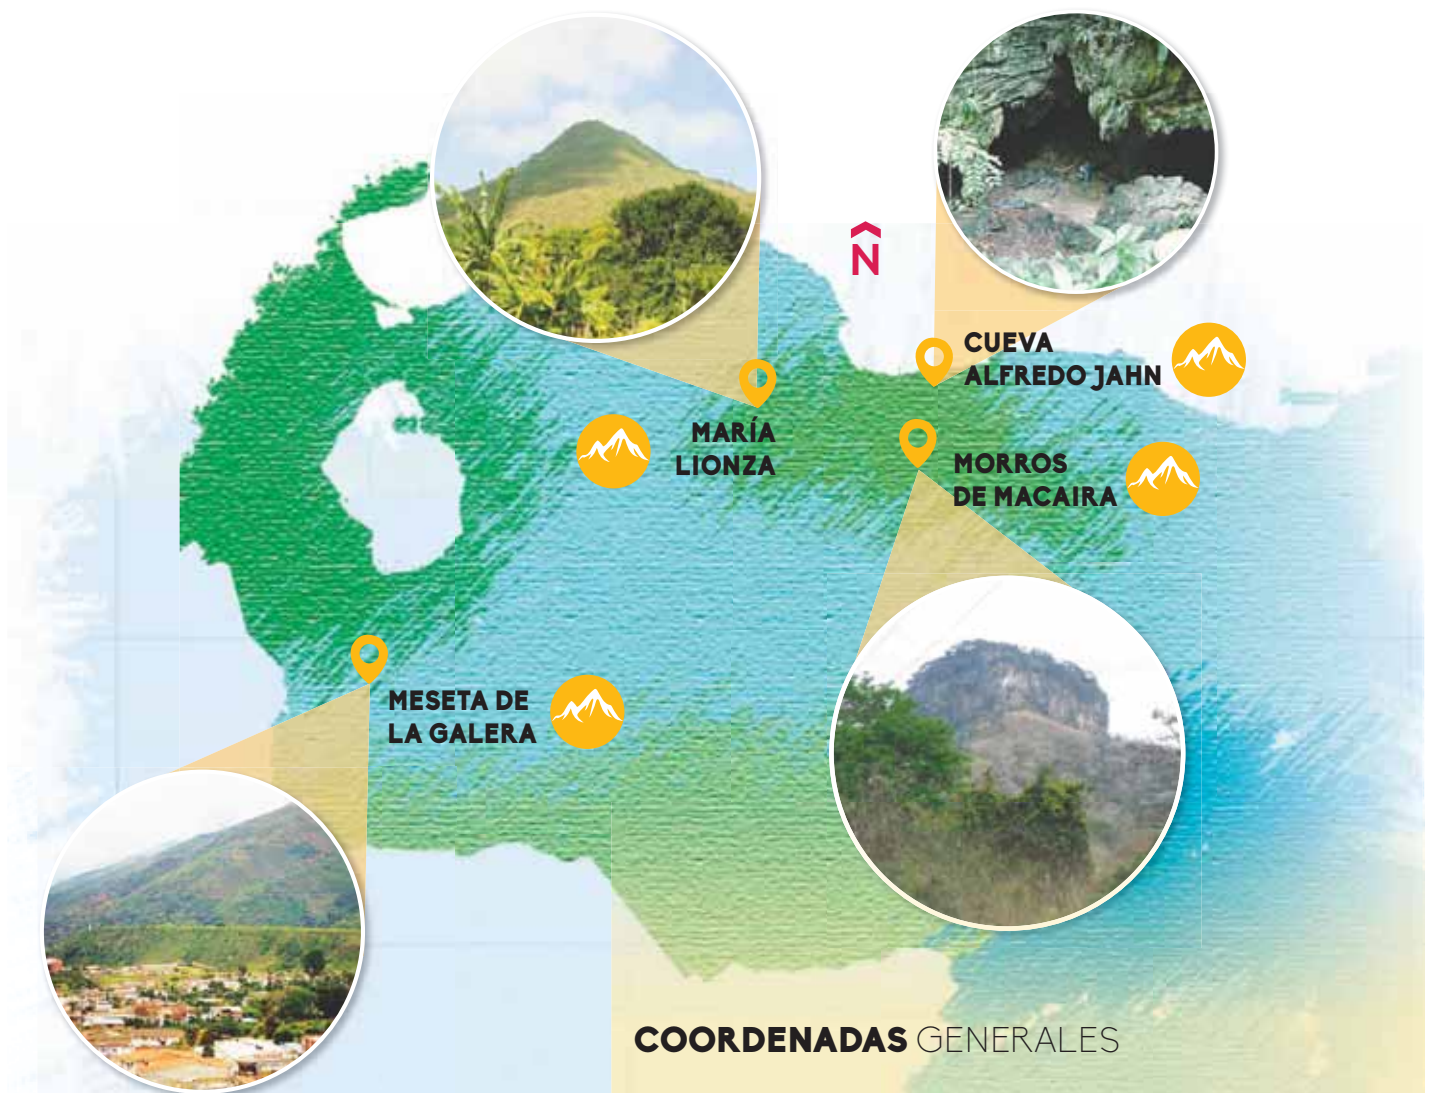 N
CUEVA
ALFREDO JAHN
MARÍA
LIONZA
MORROS
DE MACAIRA
MESETA DE
LA GALERA
COORDENADAS GENERALES